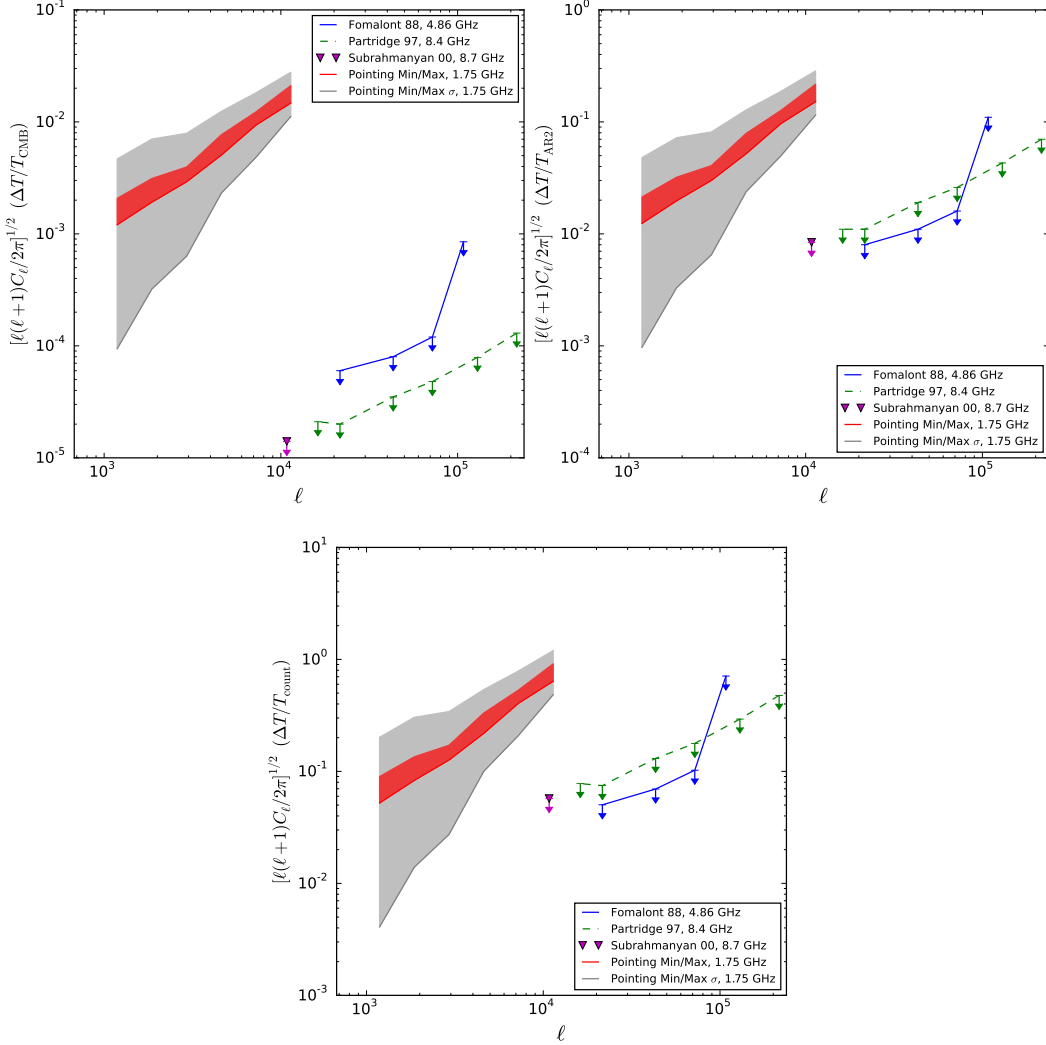 [ℓ(ℓ+1)C_ℓ/2π]^{1/2} (ΔT/T_CMB)
10^{-1}
10^{-2}
10^{-3}
10^{-4}
10^{-5}
Fomalont 88, 4.86 GHz
Partridge 97, 8.4 GHz
Subrahmanyan 00, 8.7 GHz
Pointing Min/Max, 1.75 GHz
Pointing Min/Max σ, 1.75 GHz
10^3
10^4
10^5
ℓ
[ℓ(ℓ+1)C_ℓ/2π]^{1/2} (ΔT/T_AR2)
10^0
10^{-1}
10^{-2}
10^{-3}
10^{-4}
Fomalont 88, 4.86 GHz
Partridge 97, 8.4 GHz
Subrahmanyan 00, 8.7 GHz
Pointing Min/Max, 1.75 GHz
Pointing Min/Max σ, 1.75 GHz
10^3
10^4
10^5
ℓ
[ℓ(ℓ+1)C_ℓ/2π]^{1/2} (ΔT/T_count)
10^1
10^0
10^{-1}
10^{-2}
10^{-3}
Fomalont 88, 4.86 GHz
Partridge 97, 8.4 GHz
Subrahmanyan 00, 8.7 GHz
Pointing Min/Max, 1.75 GHz
Pointing Min/Max σ, 1.75 GHz
10^3
10^4
10^5
ℓ